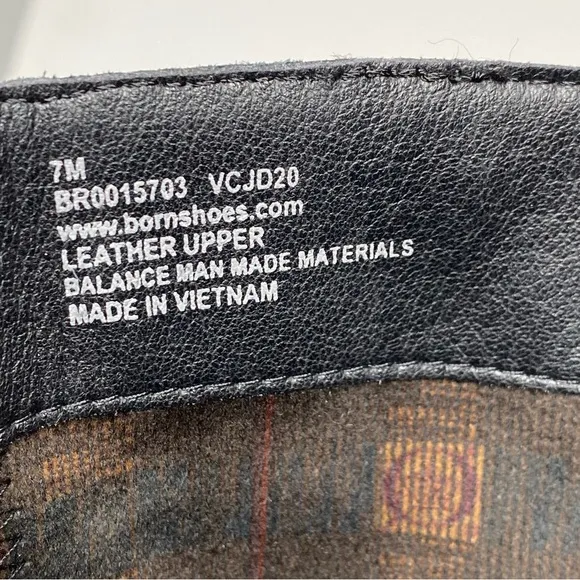 7M
BR0015703 VCJD20
www.bornshoes.com
LEATHER UPPER
BALANCE MAN MADE MATERIALS
MADE IN VIETNAM